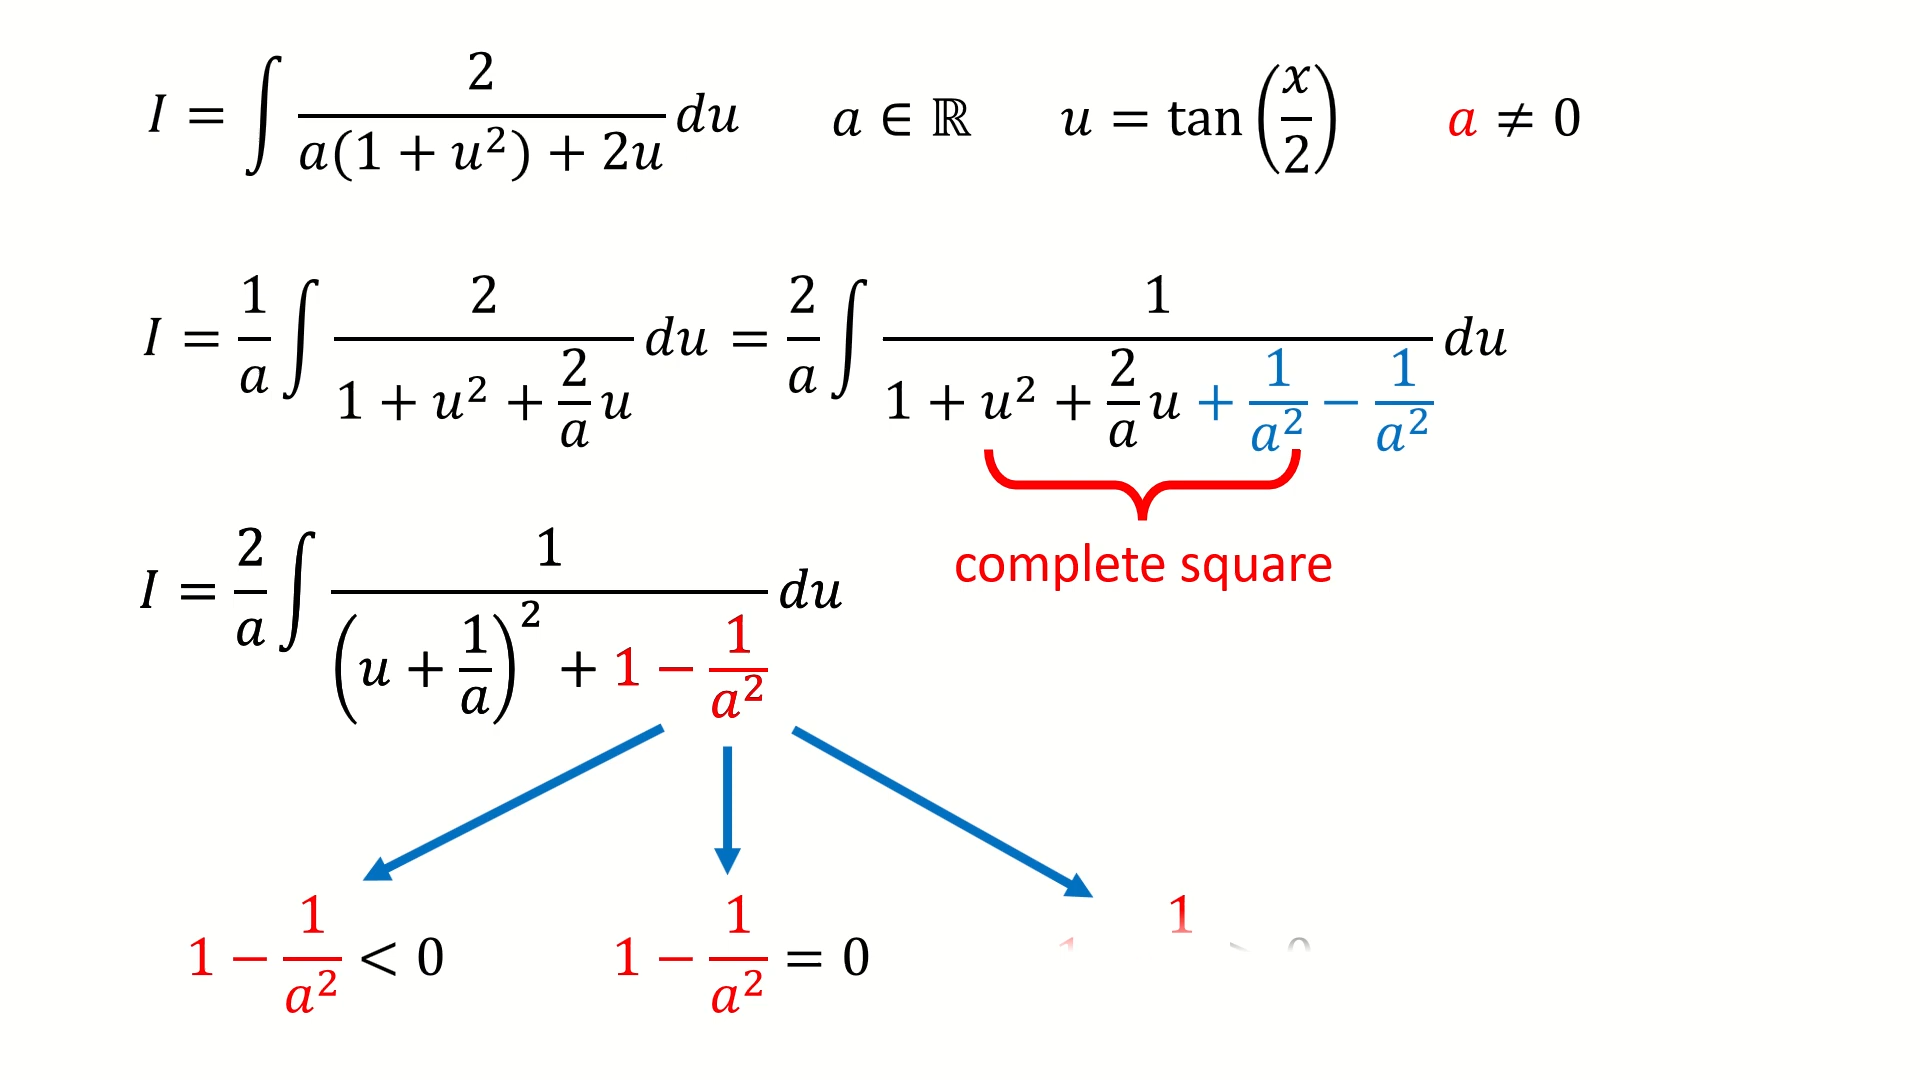 I = ∫ 2/(a(1 + u²) + 2u) du   a ∈ ℝ   u = tan(x/2)   a ≠ 0
I = 1/a ∫ 2/(1 + u² + 2/a u) du = 2/a ∫ 1/(1 + u² + 2/a u + 1/a² − 1/a²) du
complete square
I = 2/a ∫ 1/((u + 1/a)² + 1 − 1/a²) du
1 − 1/a² < 0   1 − 1/a² = 0